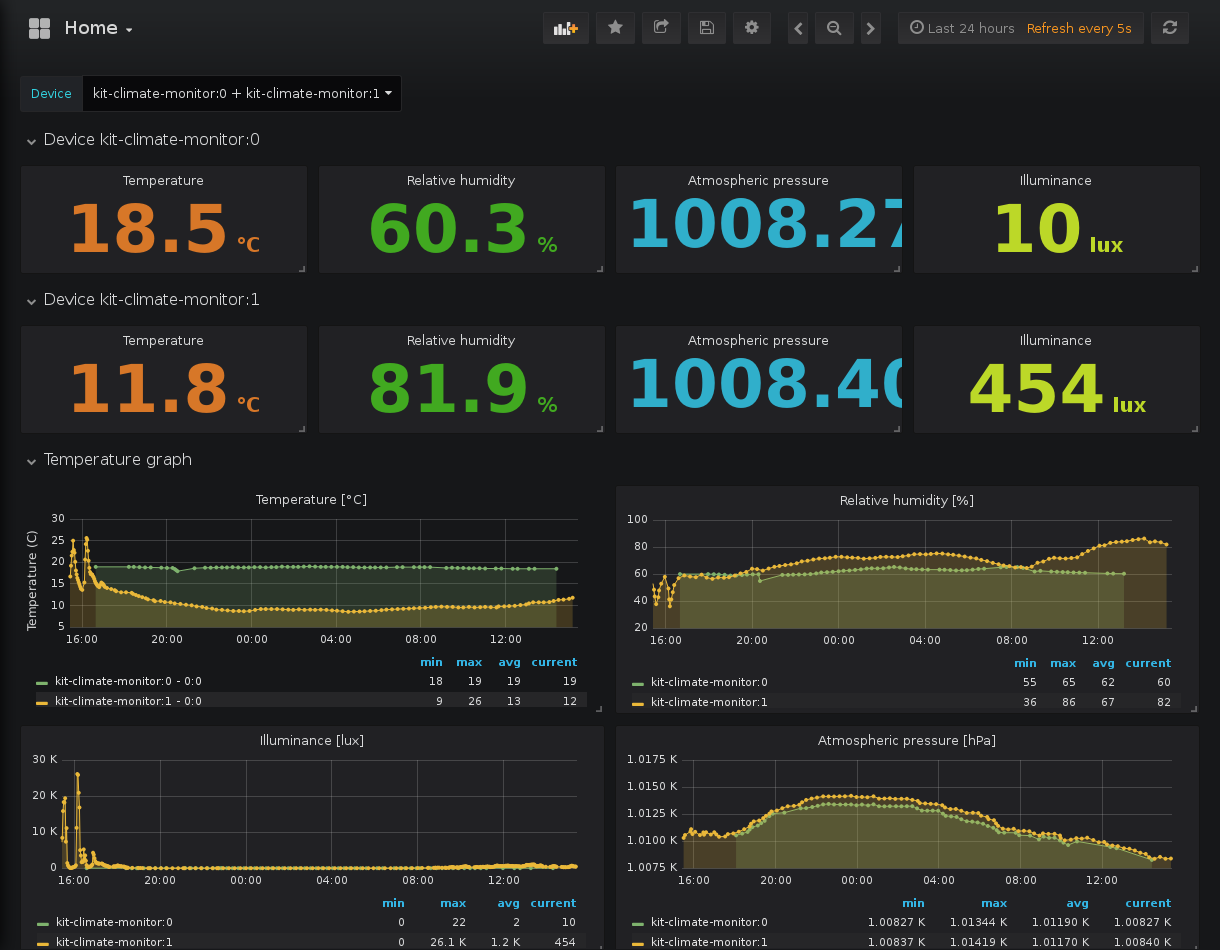 Home
Last 24 hours Refresh every 5s
Device kit-climate-monitor:0 + kit-climate-monitor:1
Device kit-climate-monitor:0
Temperature Relative humidity Atmospheric pressure Illuminance
18.5 °C 60.3 % 1008.27 10 lux
Device kit-climate-monitor:1
Temperature Relative humidity Atmospheric pressure Illuminance
11.8 °C 81.9 % 1008.40 454 lux
Temperature graph
Temperature [°C]
Temperature (C)
30
25
20
15
10
5
16:00 20:00 00:00 04:00 08:00 12:00
min max avg current
kit-climate-monitor:0 - 0:0 18 19 19 19
kit-climate-monitor:1 - 0:0 9 26 13 12
Relative humidity [%]
100
80
60
40
20
16:00 20:00 00:00 04:00 08:00 12:00
min max avg current
kit-climate-monitor:0 55 65 62 60
kit-climate-monitor:1 36 86 67 82
Illuminance [lux]
30 K
20 K
10 K
0
16:00 20:00 00:00 04:00 08:00 12:00
min max avg current
kit-climate-monitor:0 0 22 2 10
kit-climate-monitor:1 0 26.1 K 1.2 K 454
Atmospheric pressure [hPa]
1.0175 K
1.0150 K
1.0125 K
1.0100 K
1.0075 K
16:00 20:00 00:00 04:00 08:00 12:00
min max avg current
kit-climate-monitor:0 1.00827 K 1.01344 K 1.01190 K 1.00827 K
kit-climate-monitor:1 1.00837 K 1.01419 K 1.01170 K 1.00840 K